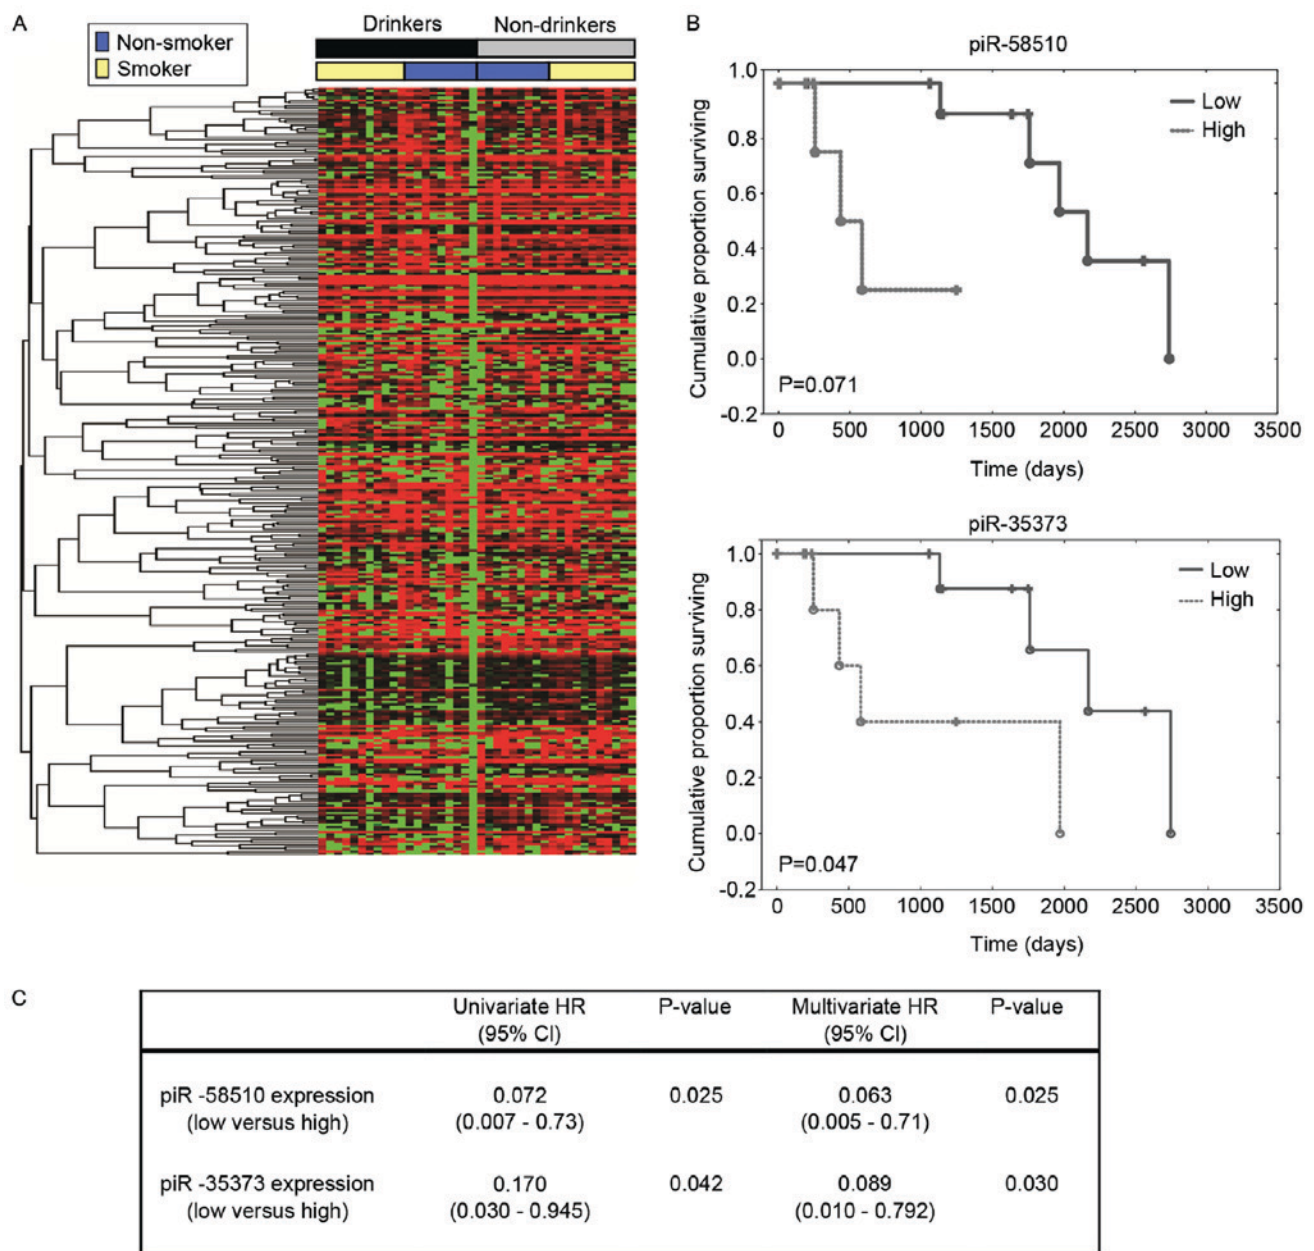 A
Non-smoker
Smoker
Drinkers
Non-drinkers
B
piR-58510
1.0
0.8
0.6
0.4
0.2
0.0
-0.2
Cumulative proportion surviving
Low
High
P=0.071
0 500 1000 1500 2000 2500 3000 3500
Time (days)
piR-35373
1.0
0.8
0.6
0.4
0.2
0.0
-0.2
Cumulative proportion surviving
Low
High
P=0.047
0 500 1000 1500 2000 2500 3000 3500
Time (days)
C
Univariate HR P-value Multivariate HR P-value
(95% CI) (95% CI)
piR -58510 expression 0.072 0.025 0.063 0.025
(low versus high) (0.007 - 0.73) (0.005 - 0.71)
piR -35373 expression 0.170 0.042 0.089 0.030
(low versus high) (0.030 - 0.945) (0.010 - 0.792)